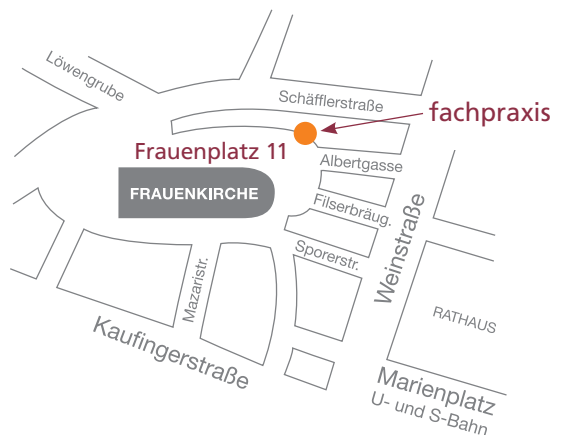 Löwengrube
Schäfflerstraße
fachpraxis
Frauenplatz 11
Albertgasse
FRAUENKIRCHE
Filserbräug.
Weinstraße
Sporerstr.
Mazaristr.
RATHAUS
Kaufingerstraße
Marienplatz
U- und S-Bahn